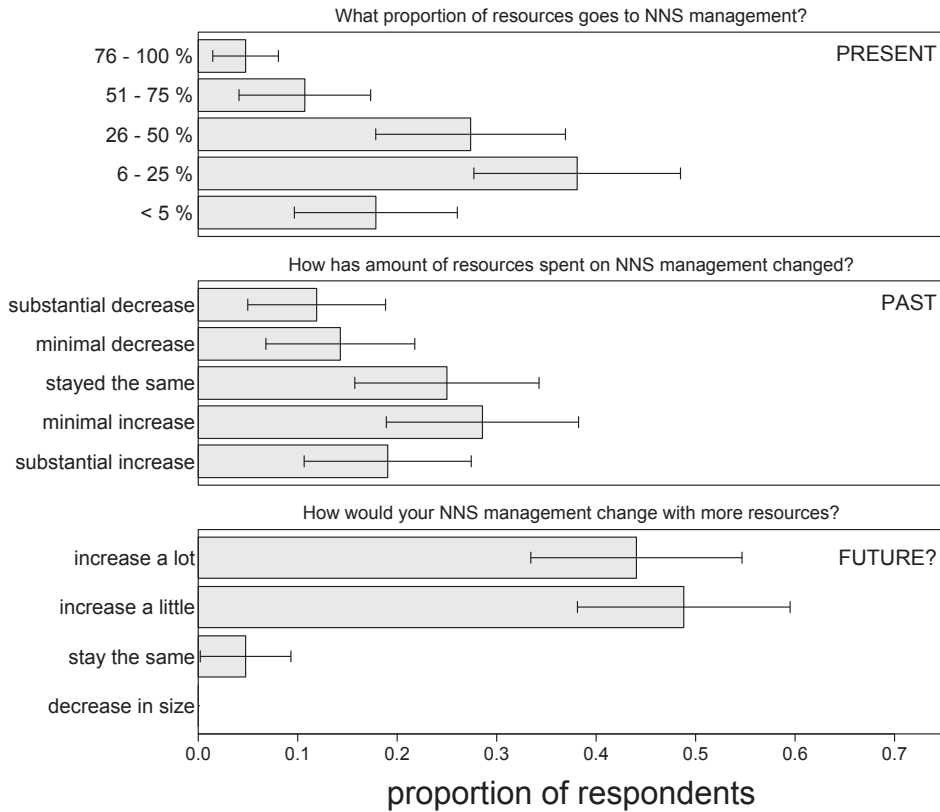 What proportion of resources goes to NNS management?
PRESENT
76 - 100 %
51 - 75 %
26 - 50 %
6 - 25 %
< 5 %
How has amount of resources spent on NNS management changed?
PAST
substantial decrease
minimal decrease
stayed the same
minimal increase
substantial increase
How would your NNS management change with more resources?
FUTURE?
increase a lot
increase a little
stay the same
decrease in size
0.0 0.1 0.2 0.3 0.4 0.5 0.6 0.7
proportion of respondents